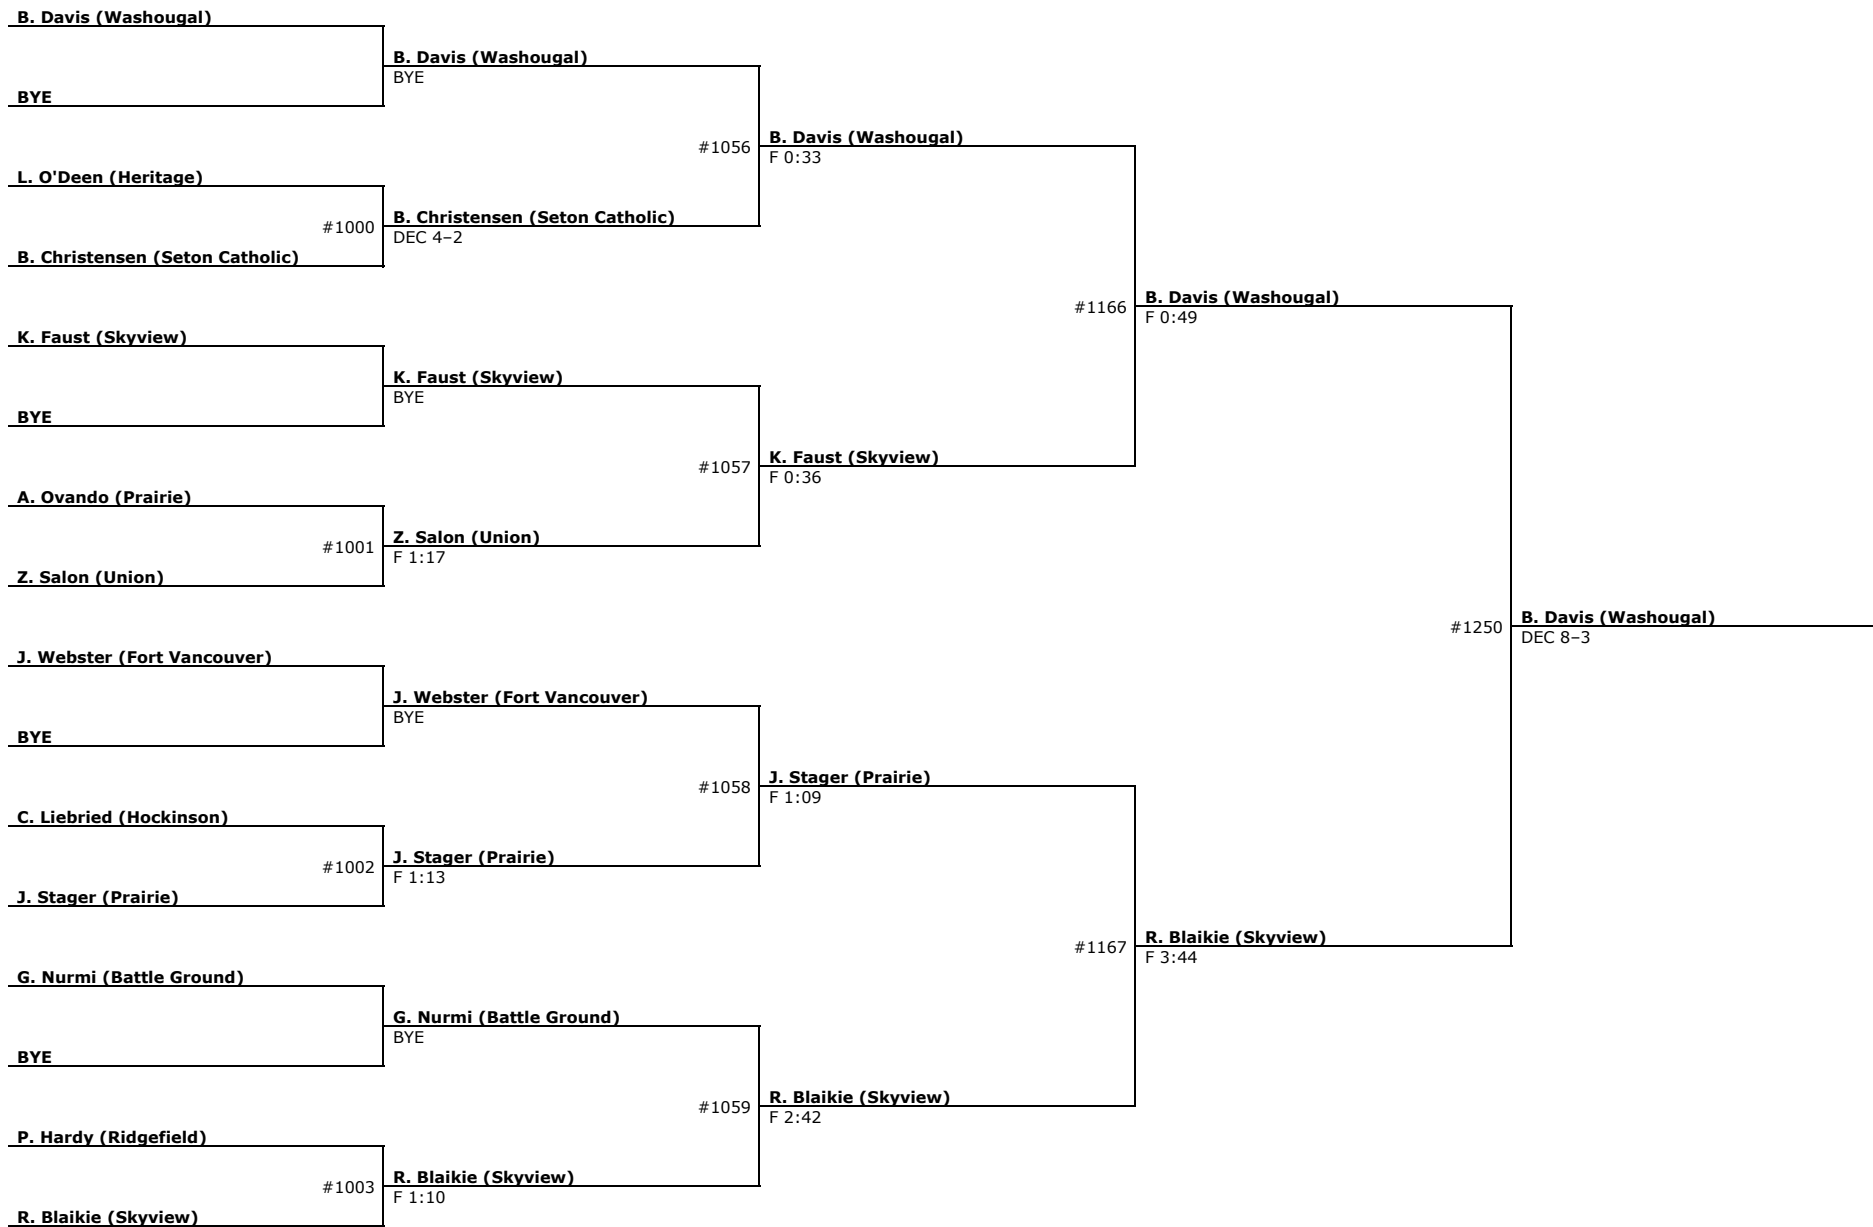 B. Davis (Washougal)
B. Davis (Washougal)
BYE
BYE
#1056
B. Davis (Washougal)
F 0:33
L. O'Deen (Heritage)
#1000
B. Christensen (Seton Catholic)
DEC 4–2
B. Christensen (Seton Catholic)
#1166
B. Davis (Washougal)
F 0:49
K. Faust (Skyview)
K. Faust (Skyview)
BYE
BYE
#1057
K. Faust (Skyview)
F 0:36
A. Ovando (Prairie)
#1001
Z. Salon (Union)
F 1:17
Z. Salon (Union)
#1250
B. Davis (Washougal)
DEC 8–3
J. Webster (Fort Vancouver)
J. Webster (Fort Vancouver)
BYE
BYE
#1058
J. Stager (Prairie)
F 1:09
C. Liebried (Hockinson)
#1002
J. Stager (Prairie)
F 1:13
J. Stager (Prairie)
#1167
R. Blaikie (Skyview)
F 3:44
G. Nurmi (Battle Ground)
G. Nurmi (Battle Ground)
BYE
BYE
#1059
R. Blaikie (Skyview)
F 2:42
P. Hardy (Ridgefield)
#1003
R. Blaikie (Skyview)
F 1:10
R. Blaikie (Skyview)